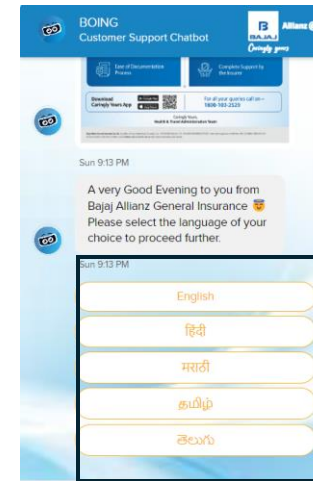 BOING
Customer Support Chatbot
B
BAJAJ
Allianz
Caringly yours
Ease of Documentation
Process
Complete Support by
the Insurer
Download
Caringly Yours App
For all your queries call on –
1800-103-2529
Caringly Yours,
Health & Travel Administration Team
Sun 9:13 PM
A very Good Evening to you from
Bajaj Allianz General Insurance
Please select the language of your
choice to proceed further.
Sun 9:13 PM
English
हिंदी
मराठी
தமிழ்
తెలుగు